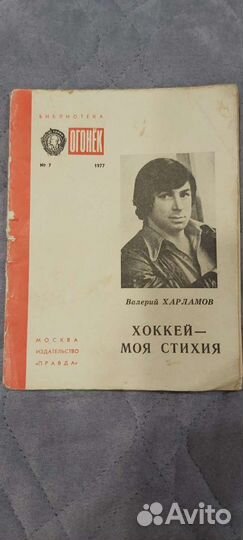 БИБЛИОТЕКА
ОГОНЁК
№ 7 1977
Валерий ХАРЛАМОВ
ХОККЕЙ—
МОЯ СТИХИЯ
МОСКВА
ИЗДАТЕЛЬСТВО
«ПРАВДА»
Avito